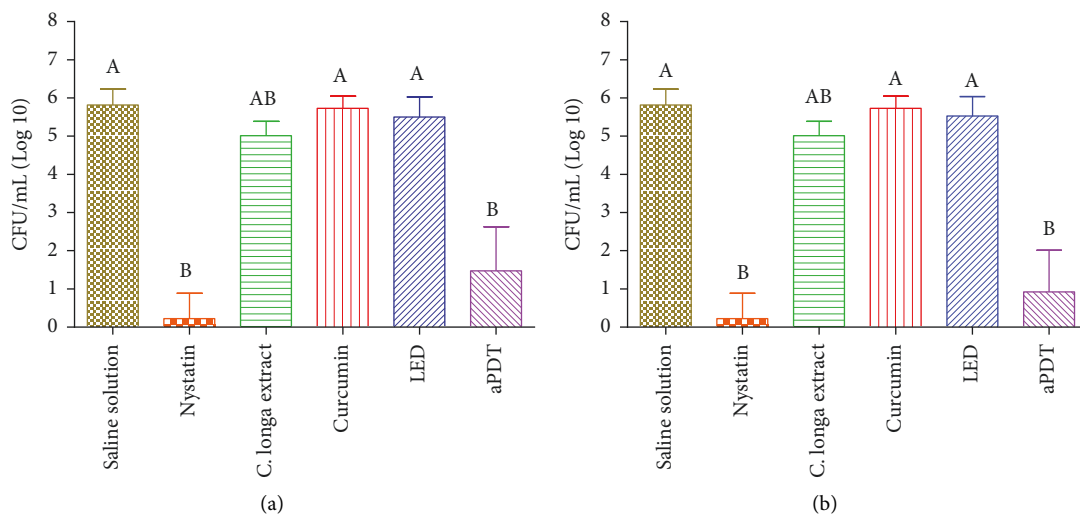 8
7
6
5
4
3
2
1
0
CFU/mL (Log 10)
A
B
AB
A
A
B
Saline solution
Nystatin
C. longa extract
Curcumin
LED
aPDT
(a)
8
7
6
5
4
3
2
1
0
CFU/mL (Log 10)
A
B
AB
A
A
B
Saline solution
Nystatin
C. longa extract
Curcumin
LED
aPDT
(b)